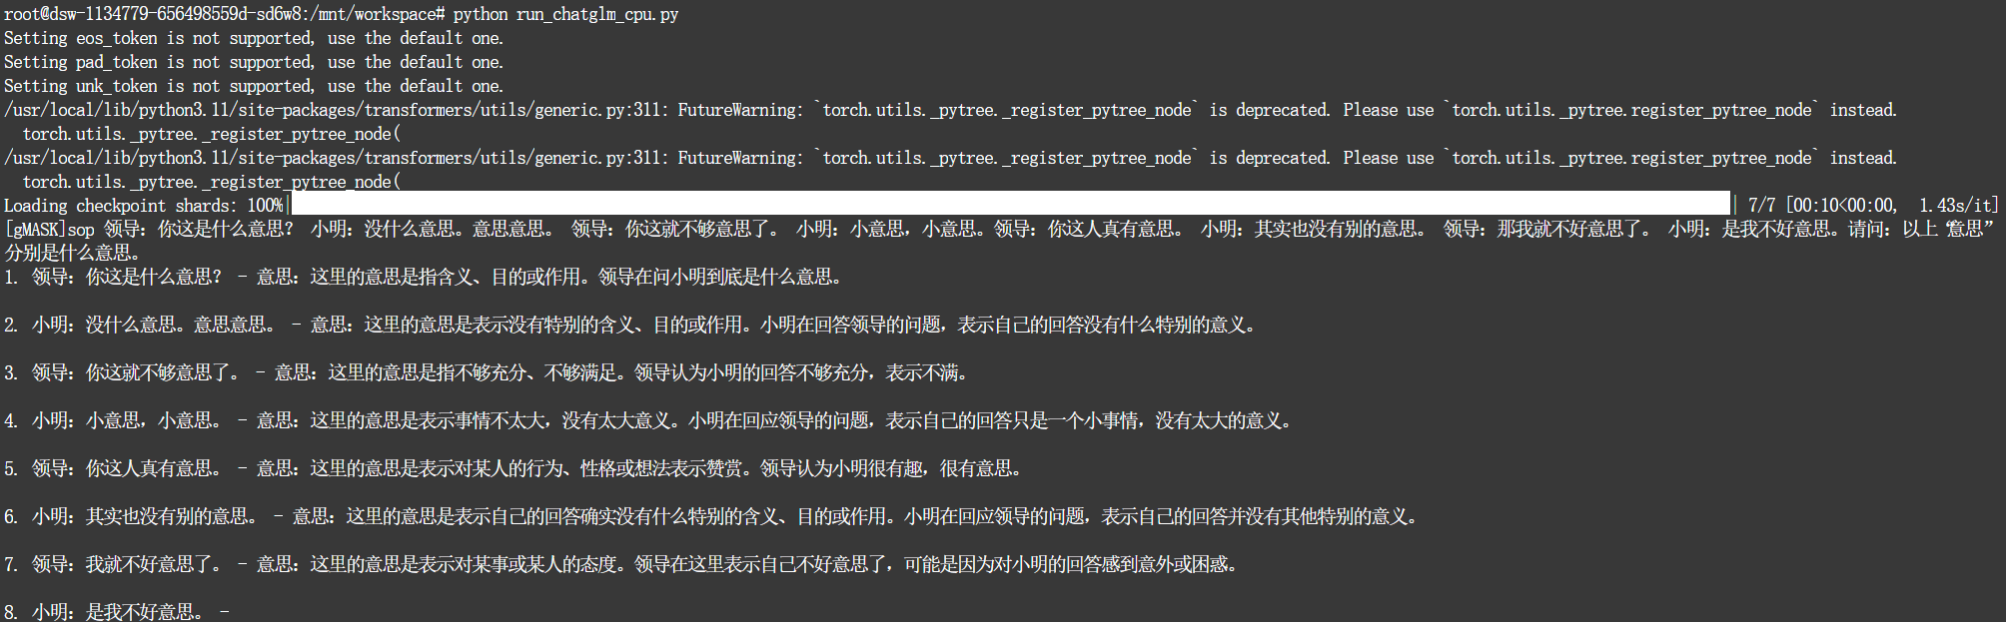 root@dsw-1134779-656498559d-sd6w8:/mnt/workspace# python run_chatglm_cpu.py
Setting eos_token is not supported, use the default one.
Setting pad_token is not supported, use the default one.
Setting unk_token is not supported, use the default one.
/usr/local/lib/python3.11/site-packages/transformers/utils/generic.py:311: FutureWarning: `torch.utils._pytree._register_pytree_node` is deprecated. Please use `torch.utils._pytree.register_pytree_node` instead.
  torch.utils._pytree._register_pytree_node(
/usr/local/lib/python3.11/site-packages/transformers/utils/generic.py:311: FutureWarning: `torch.utils._pytree._register_pytree_node` is deprecated. Please use `torch.utils._pytree.register_pytree_node` instead.
  torch.utils._pytree._register_pytree_node(
Loading checkpoint shards: 100%| | 7/7 [00:10<00:00,  1.43s/it]
[gMASK]sop 领导：你这是什么意思？ 小明：没什么意思。意思意思。 领导：你这就不够意思了。 小明：小意思，小意思。领导：你这人真有意思。 小明：其实也没有别的意思。 领导：那我就不好意思了。 小明：是我不好意思。请问：以上“意思”
分别是什么意思。
1. 领导：你这是什么意思？ - 意思：这里的意思是指含义、目的或作用。领导在问小明到底是什么意思。
2. 小明：没什么意思。意思意思。 - 意思：这里的意思是表示没有特别的含义、目的或作用。小明在回答领导的问题，表示自己的回答没有什么特别的意义。
3. 领导：你这就不够意思了。 - 意思：这里的意思是指不够充分、不够满足。领导认为小明的回答不够充分，表示不满。
4. 小明：小意思，小意思。 - 意思：这里的意思是表示事情不太大，没有太大意义。小明在回应领导的问题，表示自己的回答只是一个小事情，没有太大的意义。
5. 领导：你这人真有意思。 - 意思：这里的意思是表示对某人的行为、性格或想法表示赞赏。领导认为小明很有趣，很有意思。
6. 小明：其实也没有别的意思。 - 意思：这里的意思是表示自己的回答确实没有什么特别的含义、目的或作用。小明在回应领导的问题，表示自己的回答并没有其他特别的意义。
7. 领导：我就不好意思了。 - 意思：这里的意思是表示对某事或某人的态度。领导在这里表示自己不好意思了，可能是因为对小明的回答感到意外或困惑。
8. 小明：是我不好意思。 -